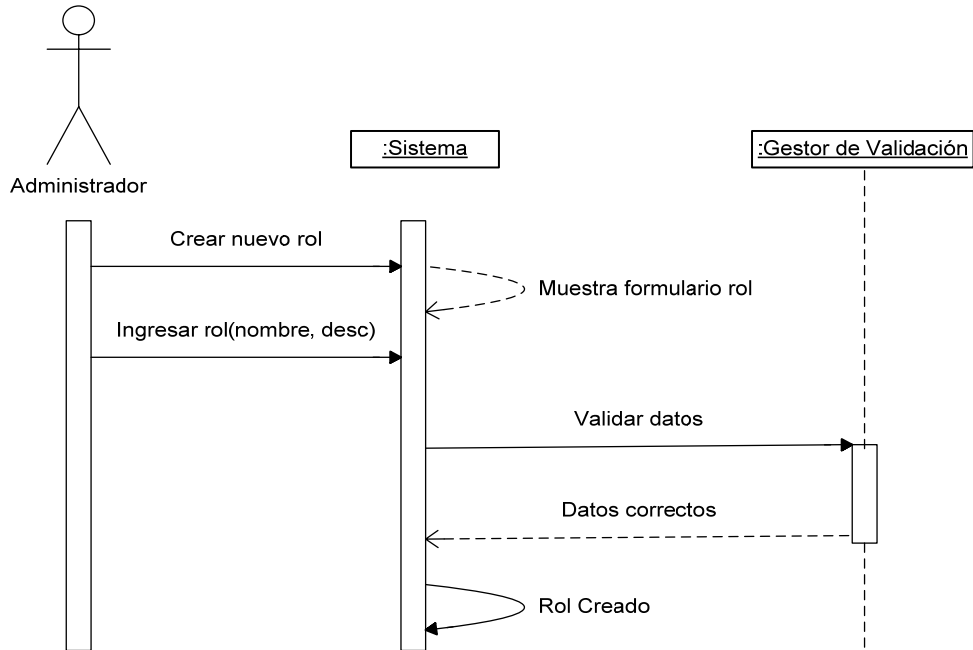 :Sistema
:Gestor de Validación
Administrador
Crear nuevo rol
Muestra formulario rol
Ingresar rol(nombre, desc)
Validar datos
Datos correctos
Rol Creado